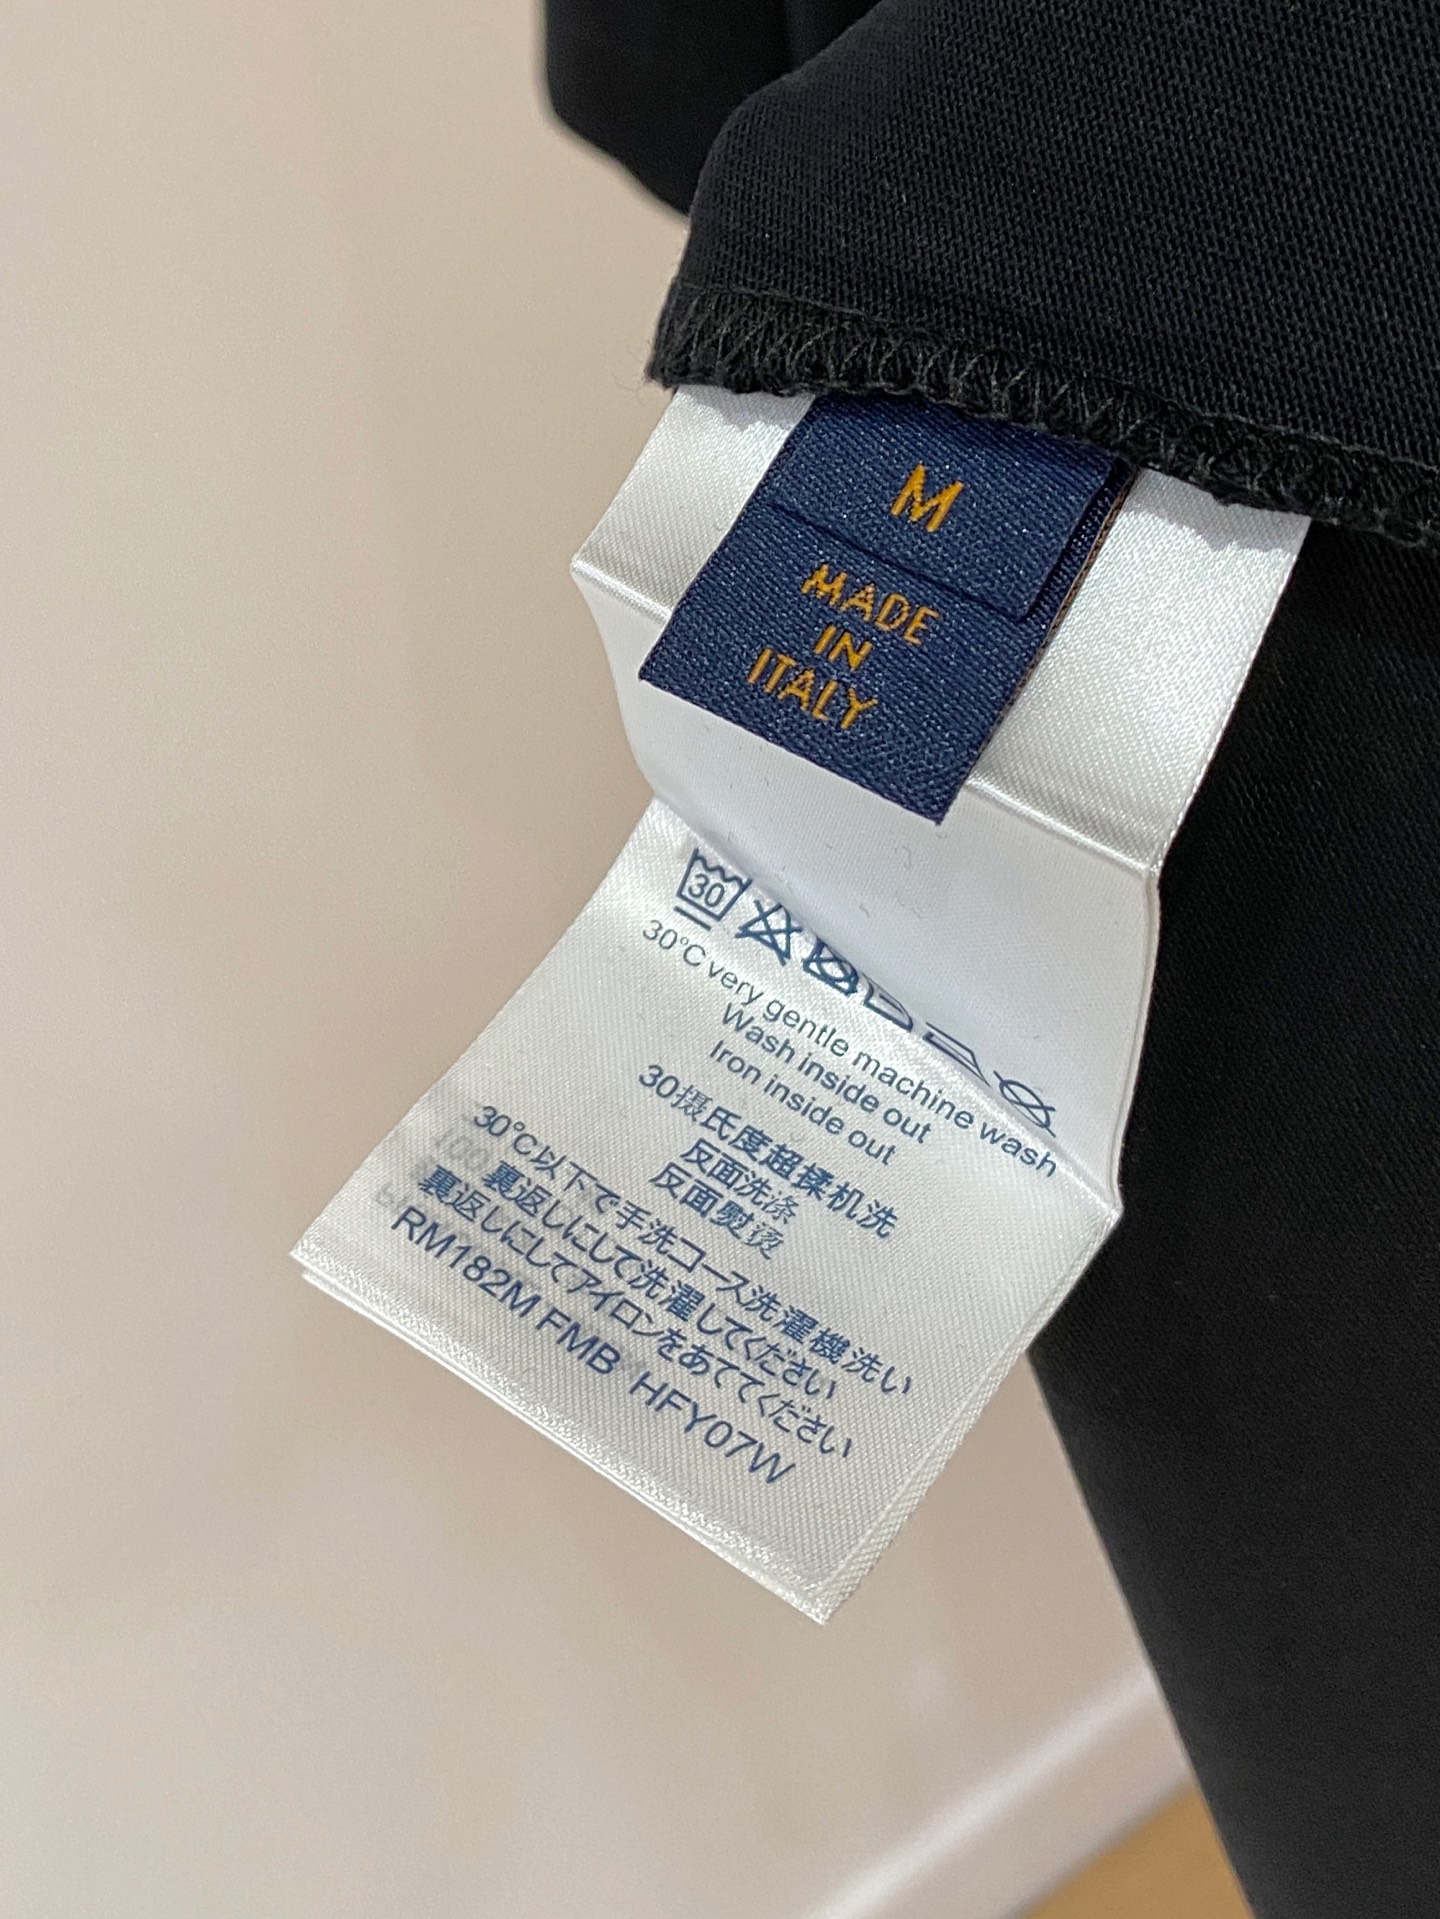 M
MADE
IN
ITALY
30
30°C very gentle machine wash
Wash inside out
Iron inside out
30摄氏度超揉机洗
反面洗涤
反面熨烫
30°C以下で手洗コース洗濯機洗い
裏返しにして洗濯してください
裏返しにしてアイロンをあててください
RM182M FMB HFY07W